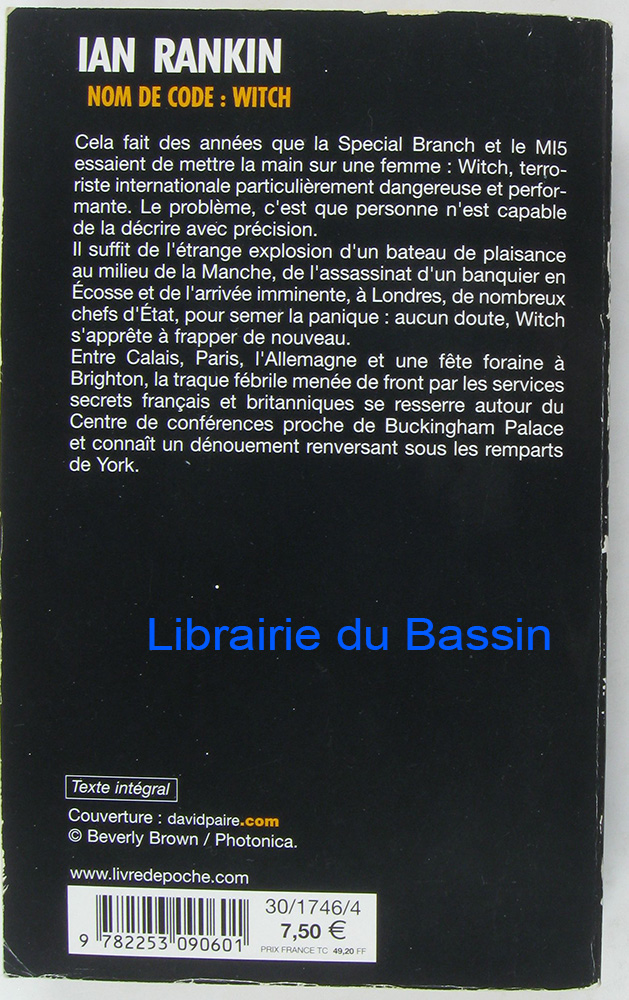 IAN RANKIN
NOM DE CODE : WITCH
Cela fait des années que la Special Branch et le MI5
essaient de mettre la main sur une femme : Witch, terro-
riste internationale particulièrement dangereuse et perfor-
mante. Le problème, c'est que personne n'est capable
de la décrire avec précision.
Il suffit de l'étrange explosion d'un bateau de plaisance
au milieu de la Manche, de l'assassinat d'un banquier en
Écosse et de l'arrivée imminente, à Londres, de nombreux
chefs d'État, pour semer la panique : aucun doute, Witch
s'apprête à frapper de nouveau.
Entre Calais, Paris, l'Allemagne et une fête foraine à
Brighton, la traque fébrile menée de front par les services
secrets français et britanniques se resserre autour du
Centre de conférences proche de Buckingham Palace
et connaît un dénouement renversant sous les remparts
de York.
Librairie du Bassin
Texte intégral
Couverture : davidpaire.com
© Beverly Brown / Photonica.
www.livredepoche.com
30/1746/4
7,50 €
PRIX FRANCE TC 49,20 FF
9 782253 090601